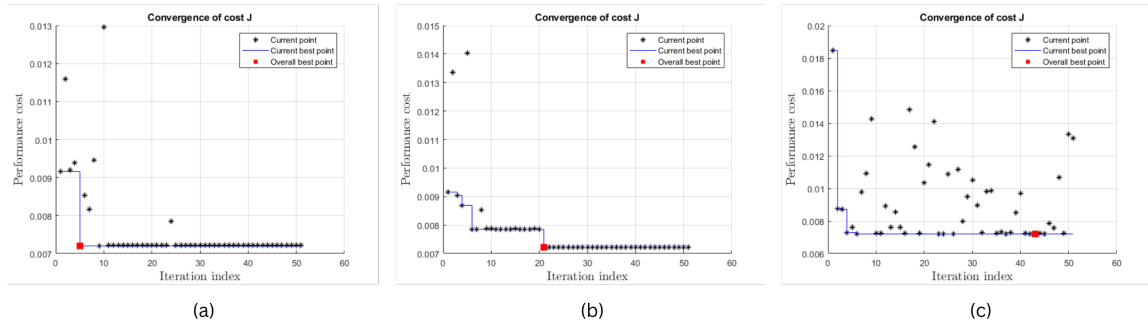 Convergence of cost J
0.013
0.012
0.011
0.01
0.009
0.008
0.007
0 10 20 30 40 50 60
Performance cost
Iteration index
Current point
Current best point
Overall best point
(a)
Convergence of cost J
0.015
0.014
0.013
0.012
0.011
0.01
0.009
0.008
0.007
0 10 20 30 40 50 60
Performance cost
Iteration index
Current point
Current best point
Overall best point
(b)
Convergence of cost J
0.02
0.018
0.016
0.014
0.012
0.01
0.008
0.006
0 10 20 30 40 50 60
Performance cost
Iteration index
Current point
Current best point
Overall best point
(c)